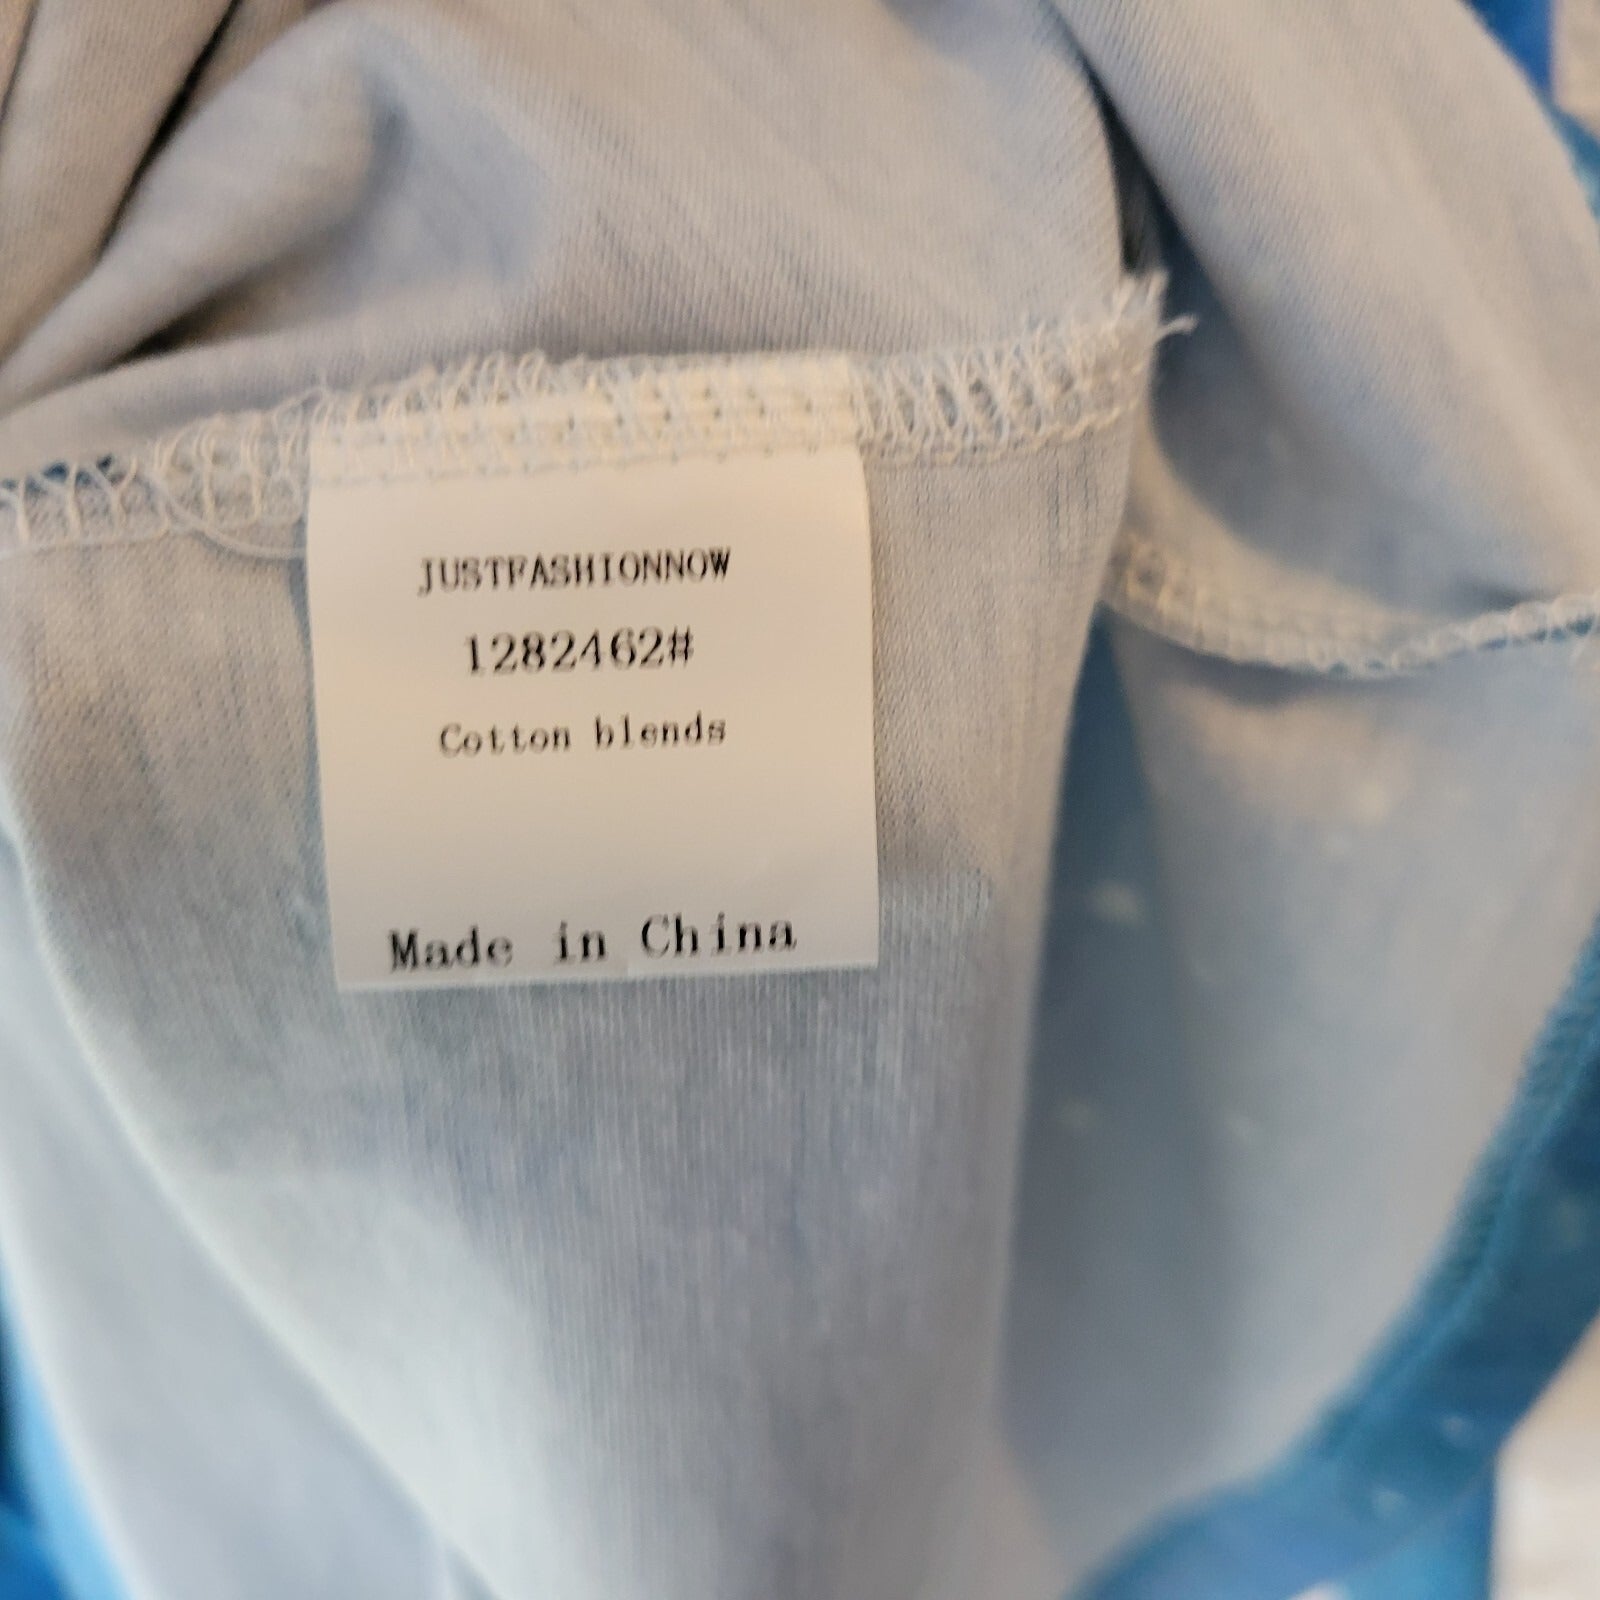 JUSTFASHIONNOW
1282462#
Cotton blends
Made in China